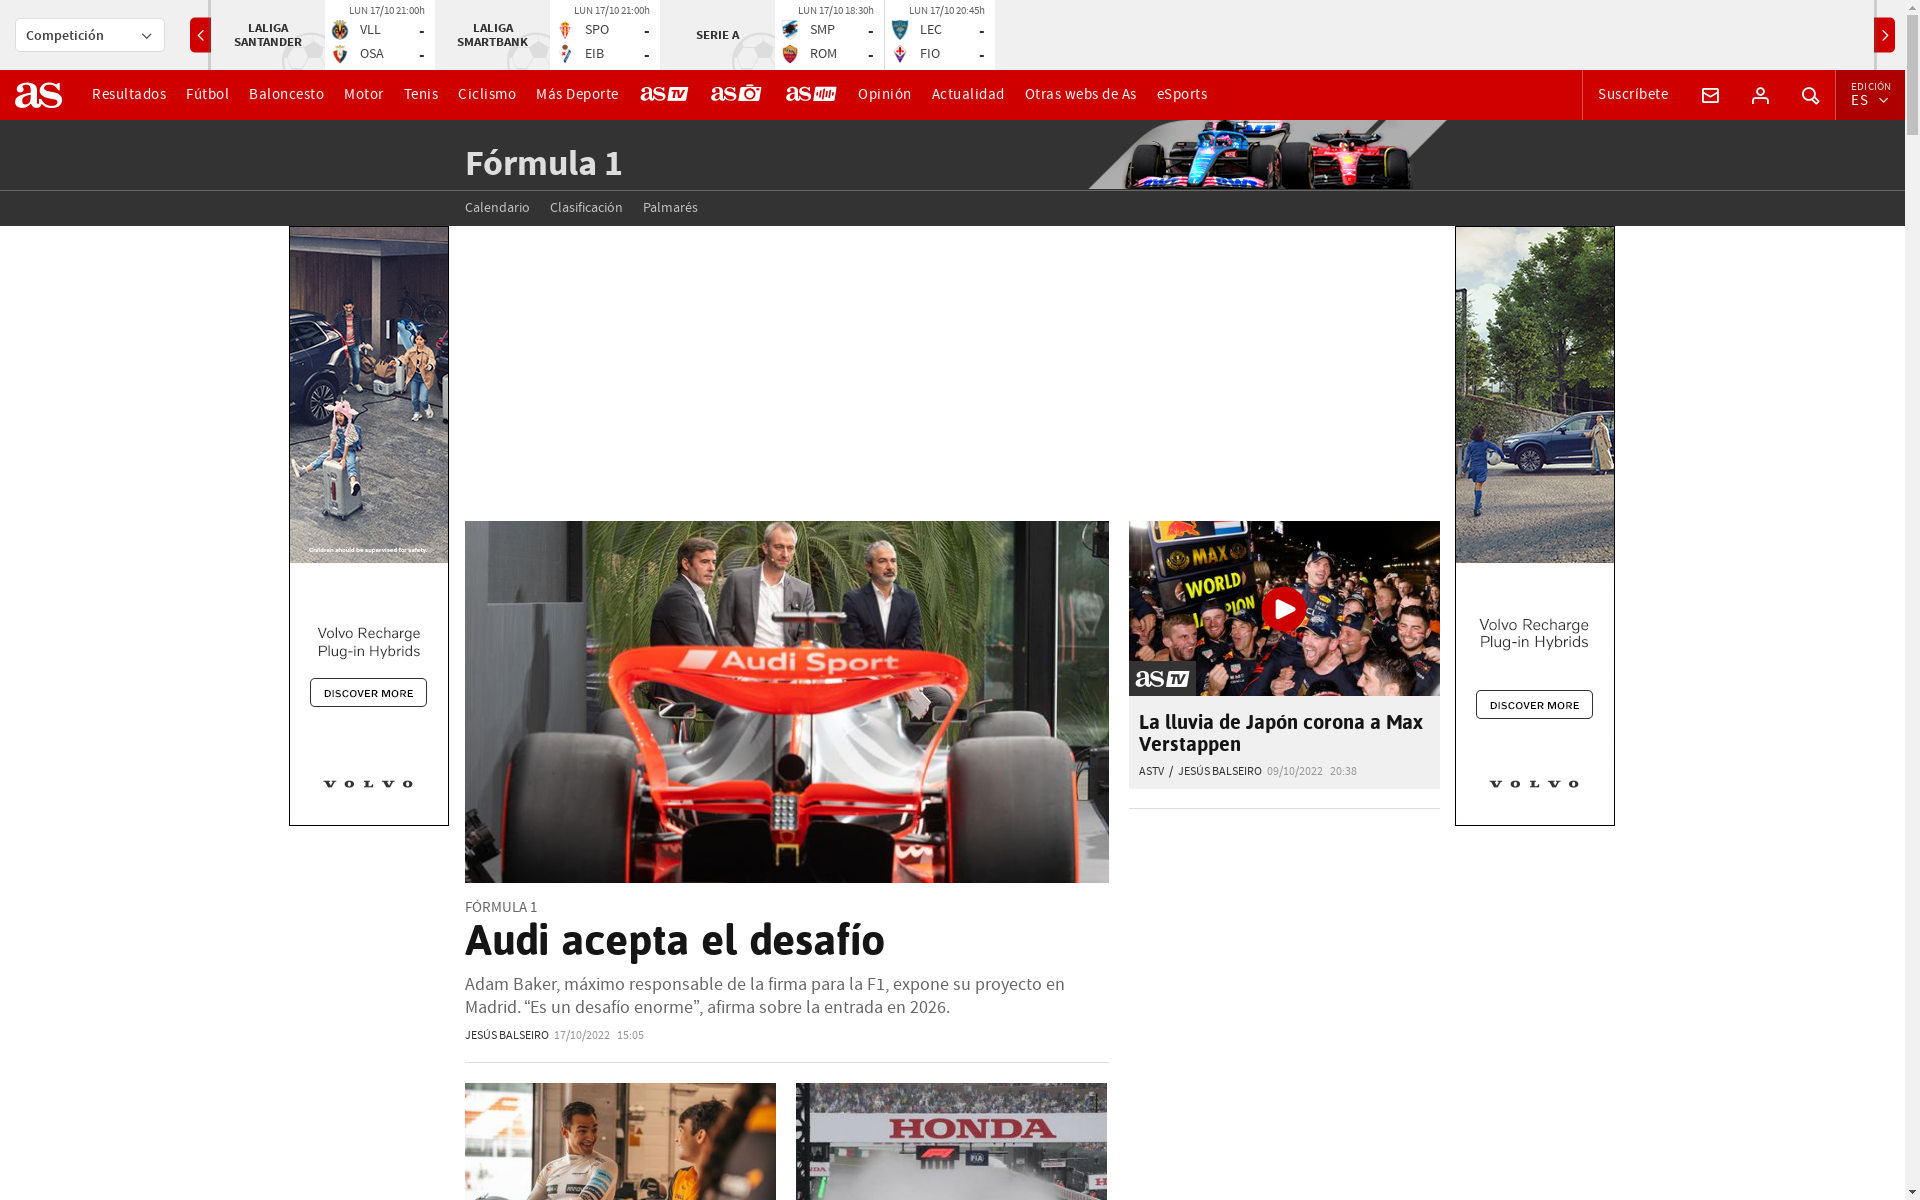 Competición
LALIGA
SANTANDER
LUN 17/10 21:00h
VLL -
OSA -
LALIGA
SMARTBANK
LUN 17/10 21:00h
SPO -
EIB -
SERIE A
LUN 17/10 18:30h
SMP -
ROM -
LUN 17/10 20:45h
LEC -
FIO -
as
Resultados
Fútbol
Baloncesto
Motor
Tenis
Ciclismo
Más Deporte
as TV
as
as
Opinión
Actualidad
Otras webs de As
eSports
Suscríbete
EDICIÓN
ES
Fórmula 1
Calendario
Clasificación
Palmarés
Children should be supervised for safety.
Volvo Recharge
Plug-in Hybrids
DISCOVER MORE
VOLVO
Audi Sport
FÓRMULA 1
Audi acepta el desafío
Adam Baker, máximo responsable de la firma para la F1, expone su proyecto en
Madrid. “Es un desafío enorme”, afirma sobre la entrada en 2026.
JESÚS BALSEIRO 17/10/2022 15:05
HONDA
F1
FIA
MAX
WORLD
as TV
La lluvia de Japón corona a Max
Verstappen
ASTV / JESÚS BALSEIRO 09/10/2022 20:38
Volvo Recharge
Plug-in Hybrids
DISCOVER MORE
VOLVO